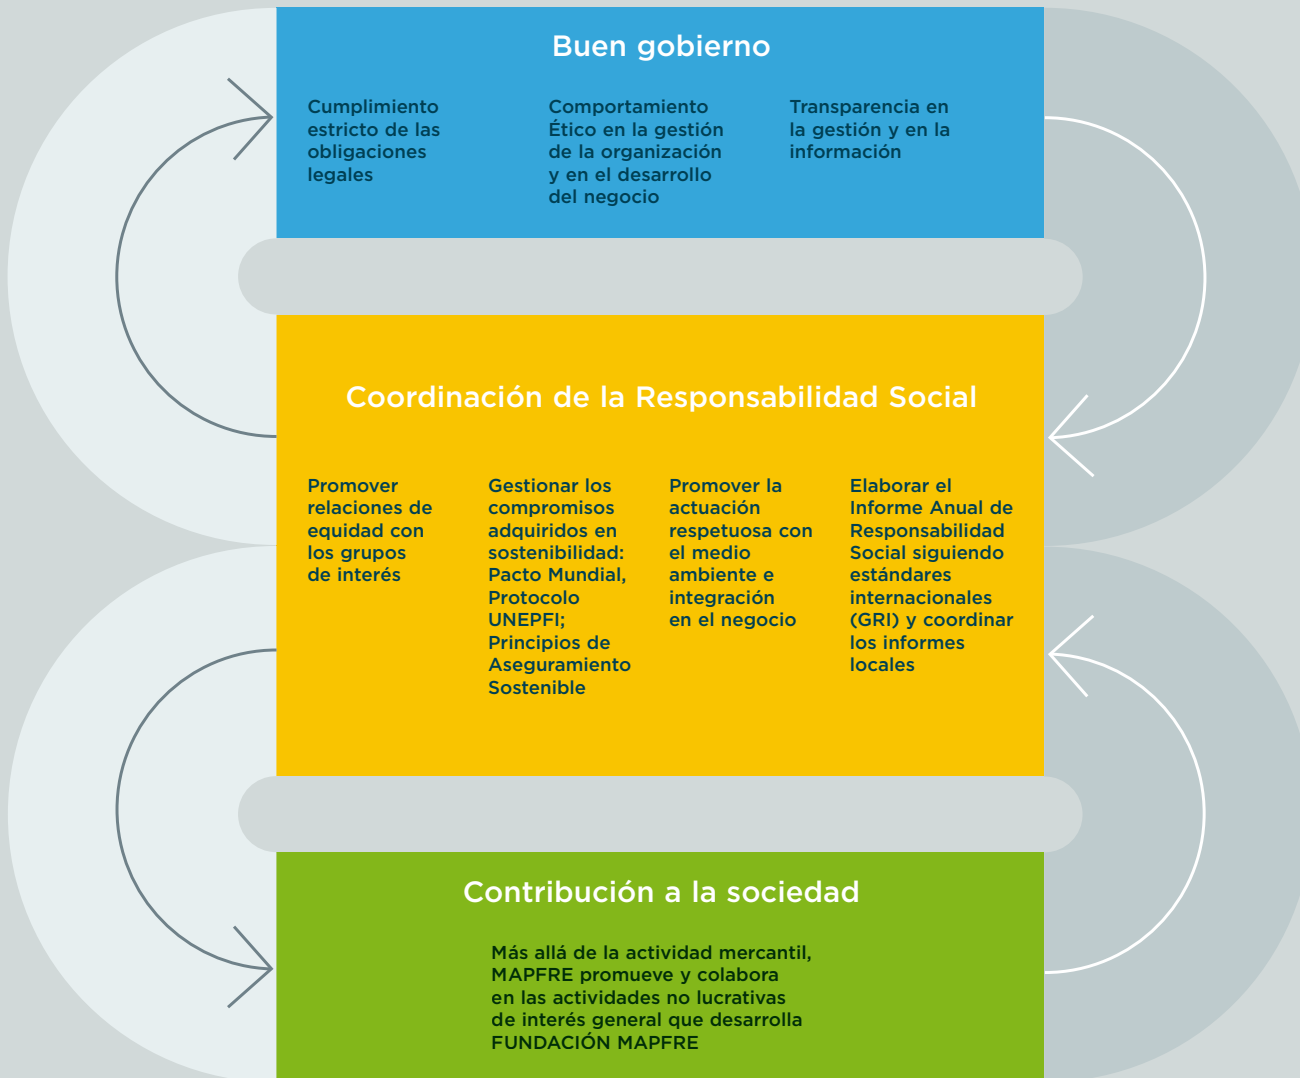 Buen gobierno
Cumplimiento
estricto de las
obligaciones
legales
Comportamiento
Ético en la gestión
de la organización
y en el desarrollo
del negocio
Transparencia en
la gestión y en la
información
Coordinación de la Responsabilidad Social
Promover
relaciones de
equidad con
los grupos
de interés
Gestionar los
compromisos
adquiridos en
sostenibilidad:
Pacto Mundial,
Protocolo
UNEPFI;
Principios de
Aseguramiento
Sostenible
Promover la
actuación
respetuosa con
el medio
ambiente e
integración
en el negocio
Elaborar el
Informe Anual de
Responsabilidad
Social siguiendo
estándares
internacionales
(GRI) y coordinar
los informes
locales
Contribución a la sociedad
Más allá de la actividad mercantil,
MAPFRE promueve y colabora
en las actividades no lucrativas
de interés general que desarrolla
FUNDACIÓN MAPFRE